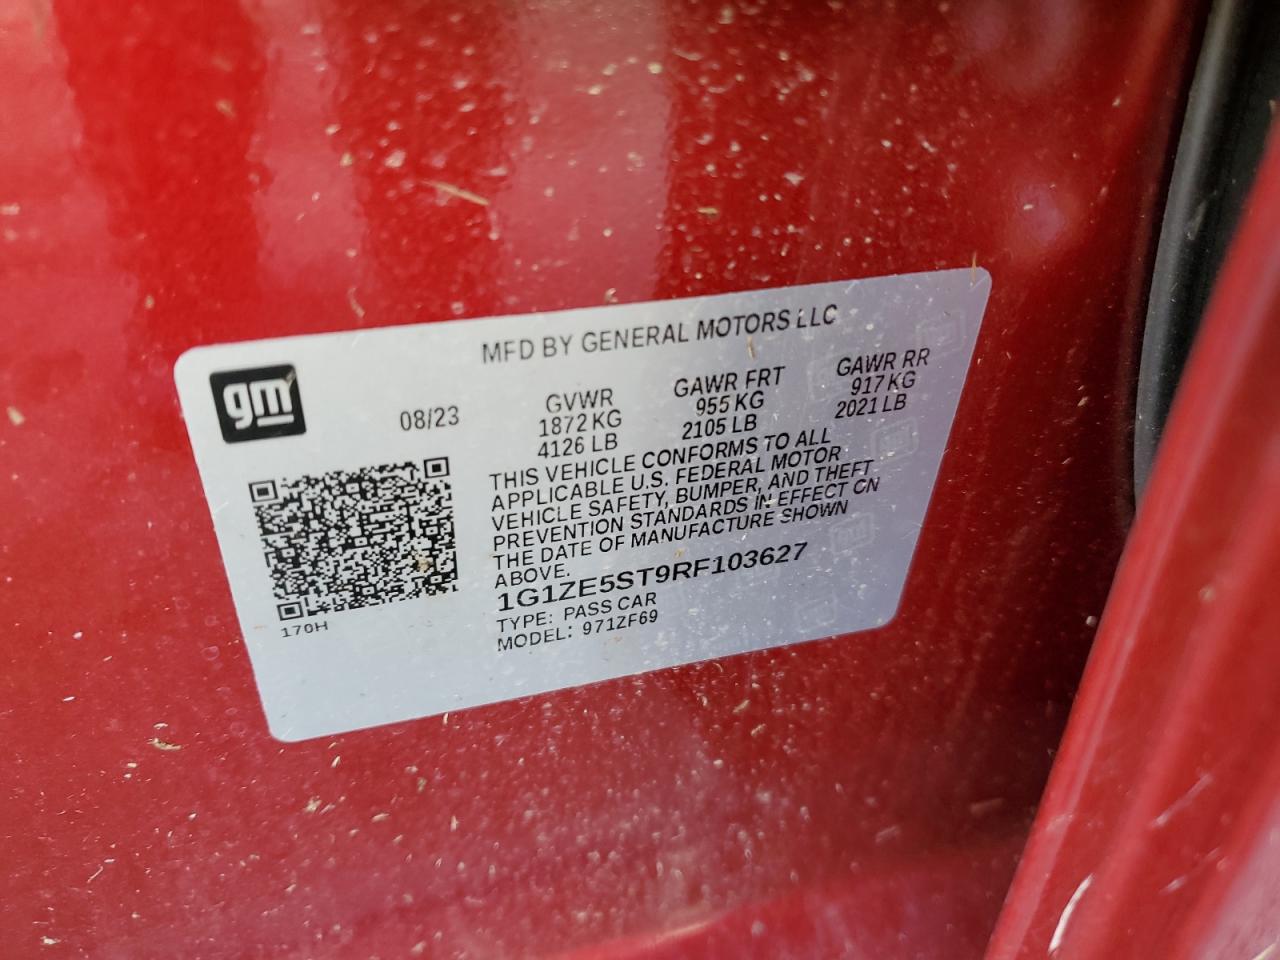 MFD BY GENERAL MOTORS LLC
gm
08/23
GVWR
1872 KG
4126 LB
GAWR FRT
955 KG
2105 LB
GAWR RR
917 KG
2021 LB
THIS VEHICLE CONFORMS TO ALL
APPLICABLE U.S. FEDERAL MOTOR
VEHICLE SAFETY, BUMPER, AND THEFT
PREVENTION STANDARDS IN EFFECT ON
THE DATE OF MANUFACTURE SHOWN
ABOVE.
1G1ZE5ST9RF103627
TYPE: PASS CAR
MODEL: 971ZF69
170H